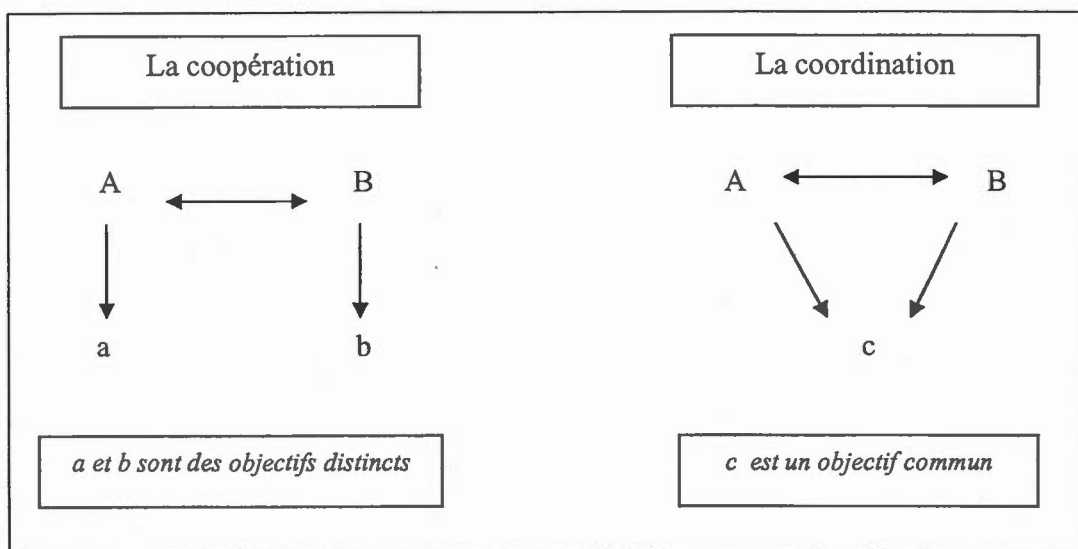 La coopération
La coordination
A
B
A
B
a
b
c
a et b sont des objectifs distincts
c est un objectif commun